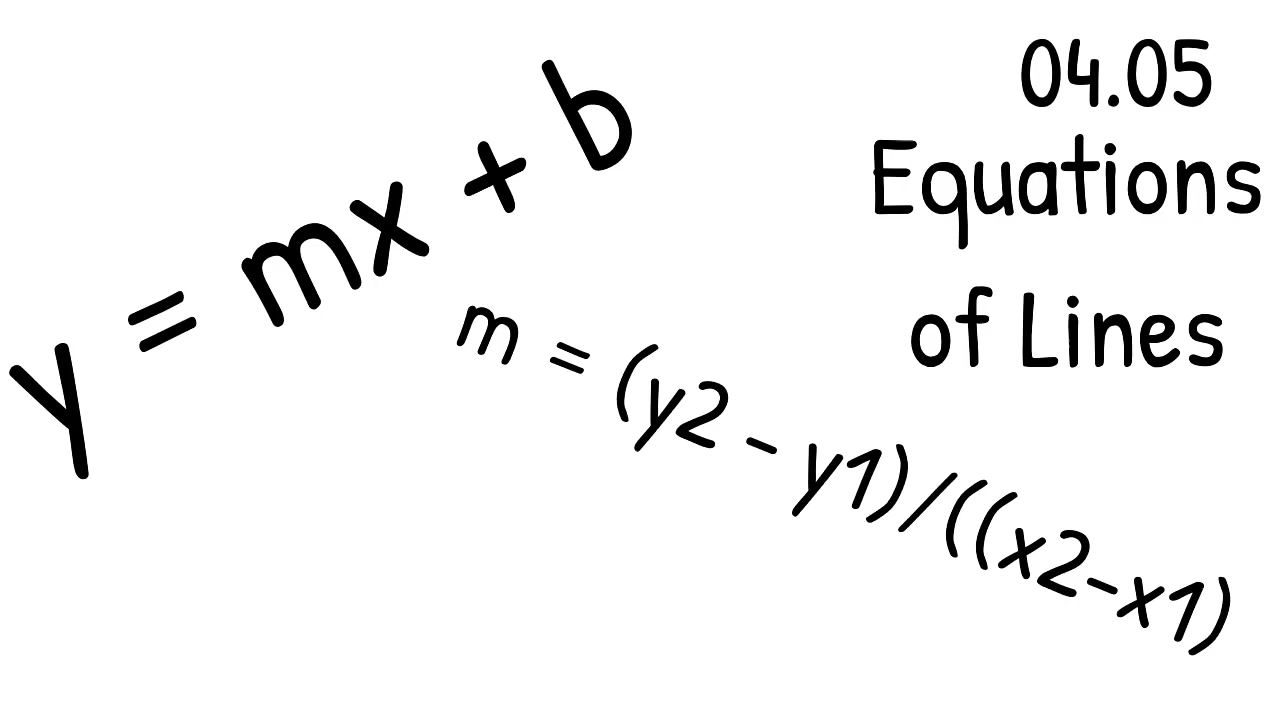 y = mx + b
m = (y2 - y1)/((x2-x1)
04.05
Equations
of Lines